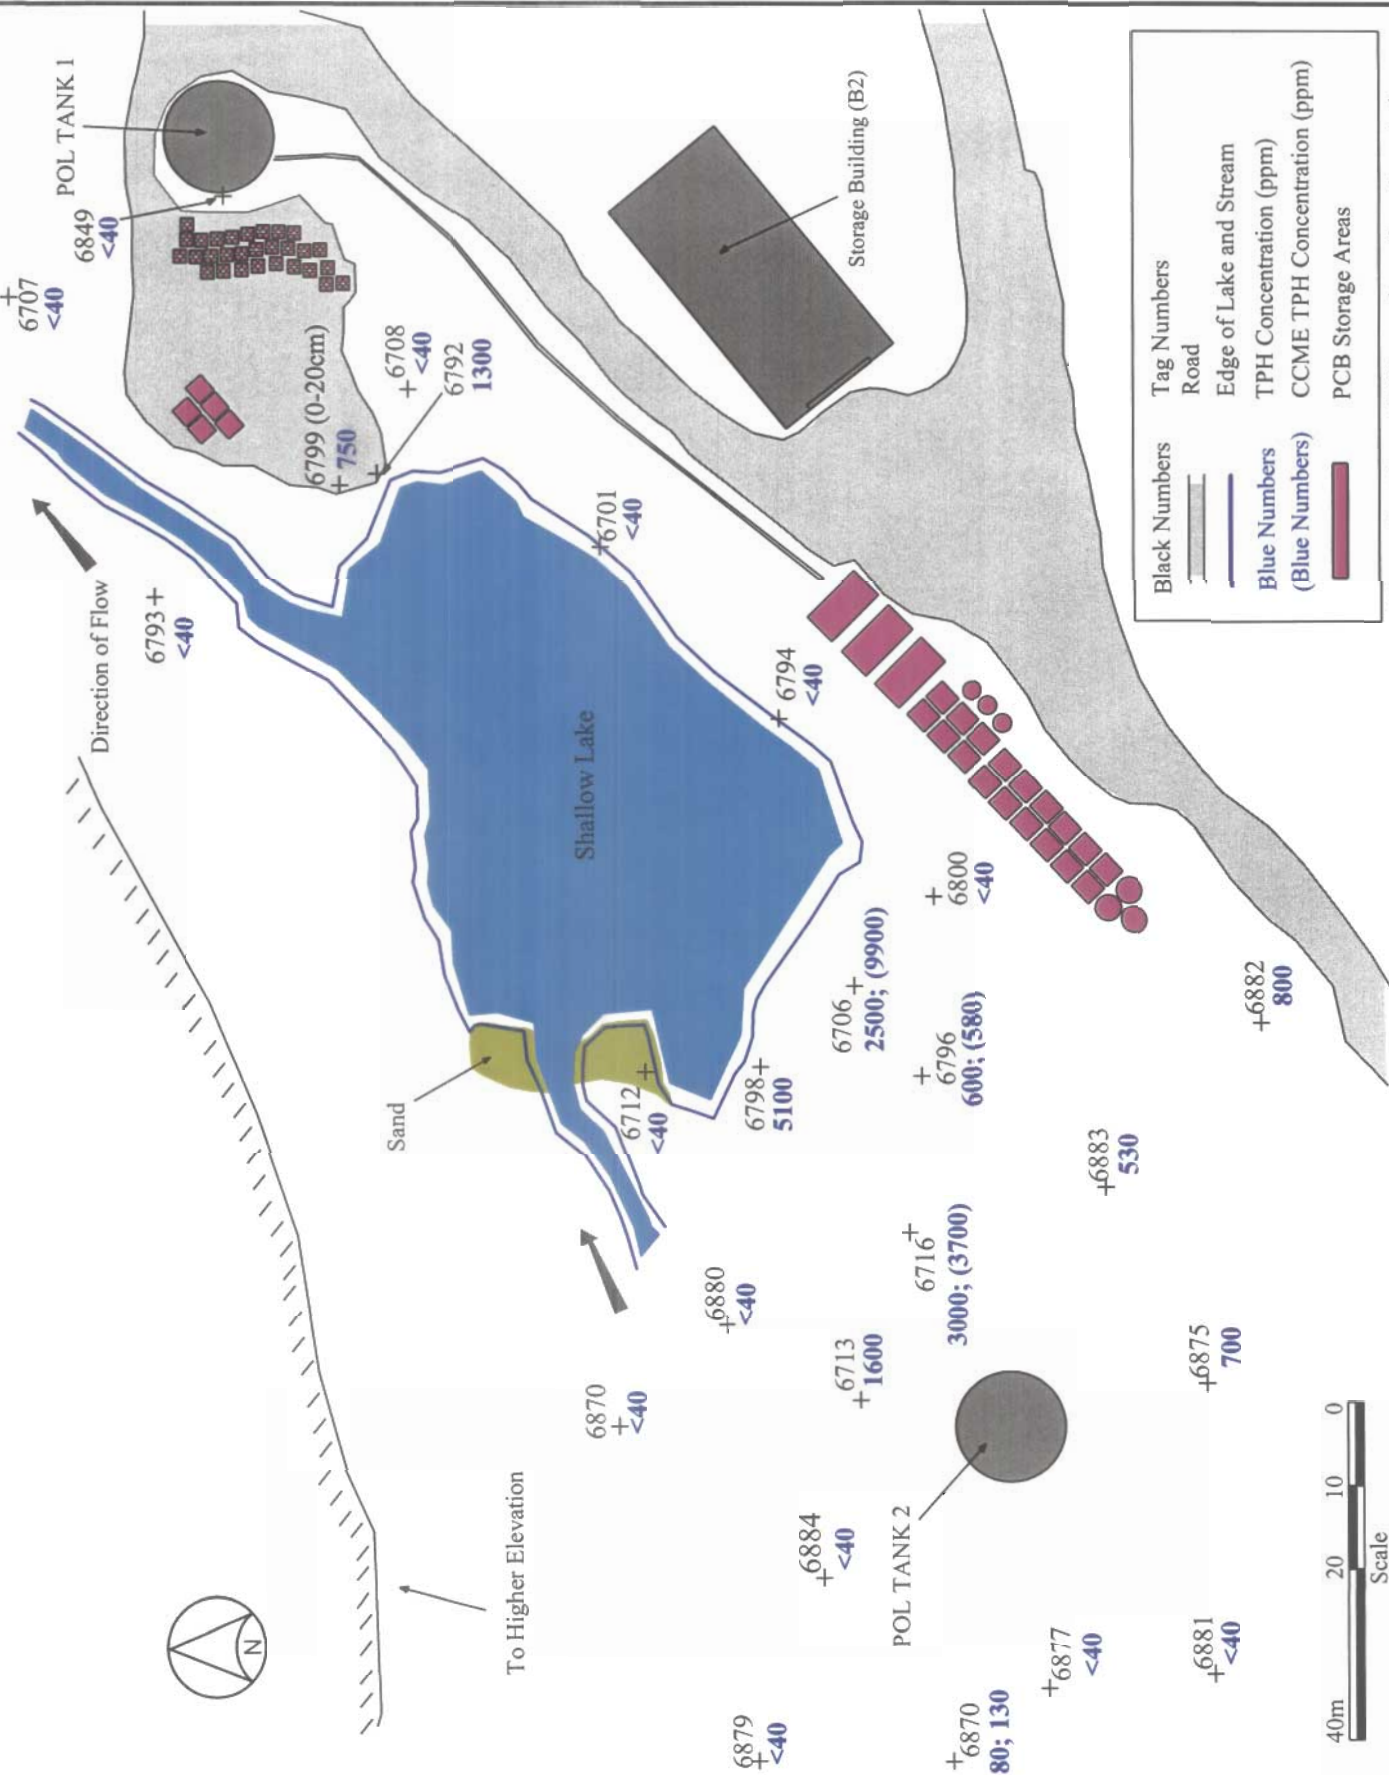 POL TANK 1
6849
<40
6707
<40
6799 (0-20cm)
750
6708
<40
6792
1300
Storage Building (B2)
6701
<40
Direction of Flow
6793
<40
6794
<40
Shallow Lake
6800
<40
6706
2500; (9900)
6796
600; (580)
6882
800
Sand
6712
<40
6798
5100
6883
530
6716
3000; (3700)
6880
<40
6713
1600
6875
700
6870
<40
To Higher Elevation
6884
<40
POL TANK 2
6877
<40
6881
<40
6879
<40
6870
80; 130
N
40m 20 10 0
Scale
Black Numbers Tag Numbers
Road
Edge of Lake and Stream
Blue Numbers TPH Concentration (ppm)
(Blue Numbers) CCME TPH Concentration (ppm)
PCB Storage Areas